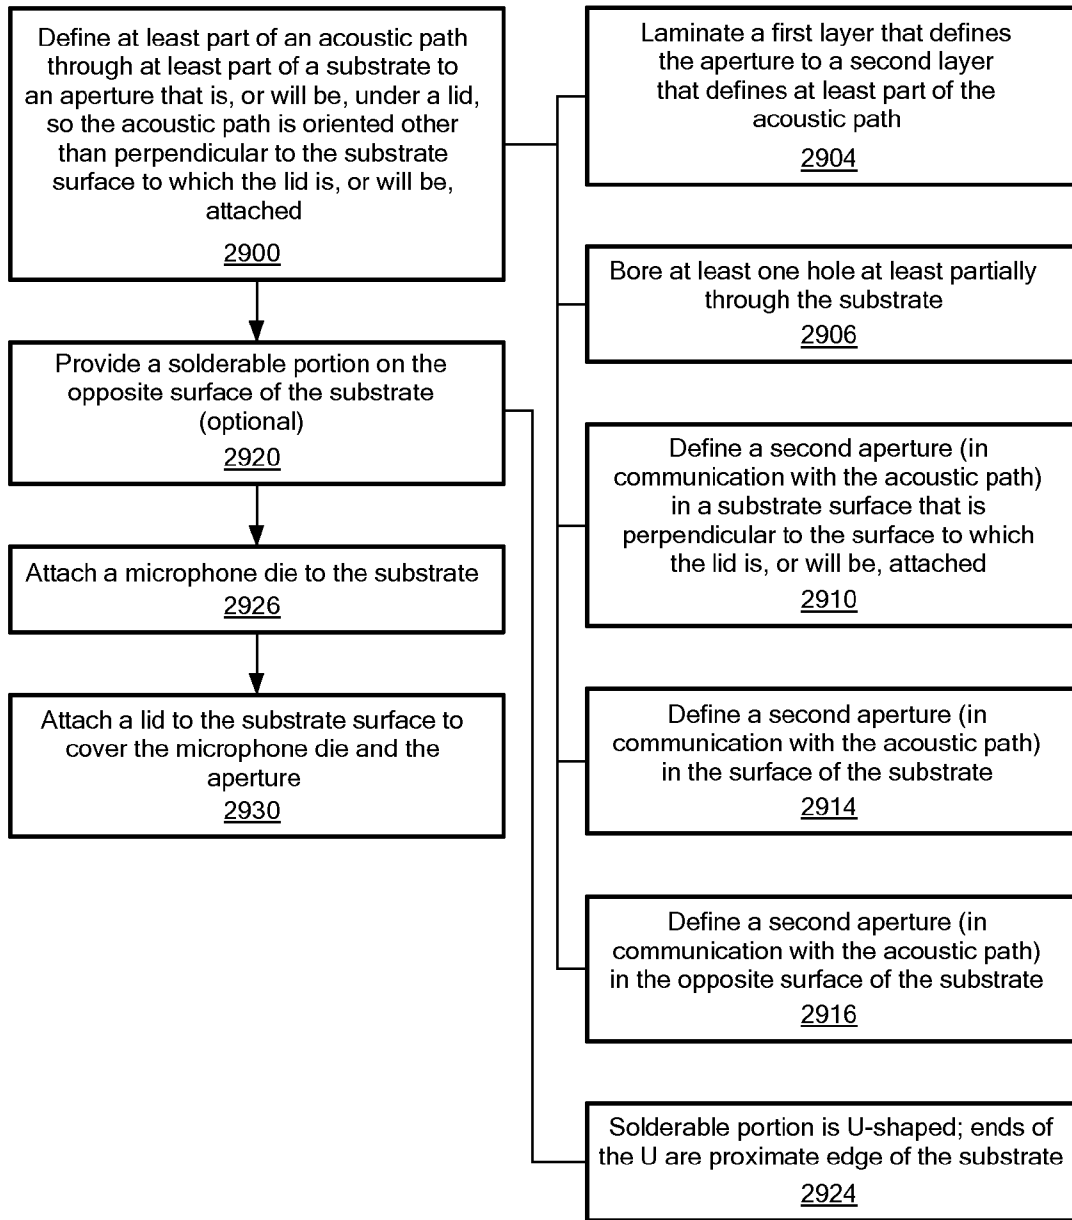 Define at least part of an acoustic path
through at least part of a substrate to
an aperture that is, or will be, under a lid,
so the acoustic path is oriented other
than perpendicular to the substrate
surface to which the lid is, or will be,
attached
2900
Provide a solderable portion on the
opposite surface of the substrate
(optional)
2920
Attach a microphone die to the substrate
2926
Attach a lid to the substrate surface to
cover the microphone die and the
aperture
2930
Laminate a first layer that defines
the aperture to a second layer
that defines at least part of the
acoustic path
2904
Bore at least one hole at least partially
through the substrate
2906
Define a second aperture (in
communication with the acoustic path)
in a substrate surface that is
perpendicular to the surface to which
the lid is, or will be, attached
2910
Define a second aperture (in
communication with the acoustic path)
in the surface of the substrate
2914
Define a second aperture (in
communication with the acoustic path)
in the opposite surface of the substrate
2916
Solderable portion is U-shaped; ends of
the U are proximate edge of the substrate
2924